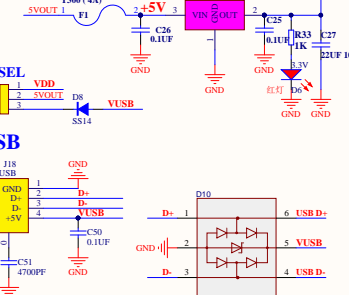 1500 (4A)
5VOUT 1 F1 2 +5V 3 VIN GND OUT 2
1
C26
0.1UF
C25
0.1UF
R33
1K
C27
22UF 10
GND
GND
3.3V
红灯 D6
GND
GND
SEL
1 VDD
2 5VOUT
3
D8
SS14
VUSB
SB
J18
USB
GND 1
D+ 2 D+
D- 3 D-
+5V 4 VUSB
GND
0
C50
0.1UF
GND
C51
4700PF
D10
D+ 1 6 USB D+
GND 2 5 VUSB
D- 3 4 USB D-